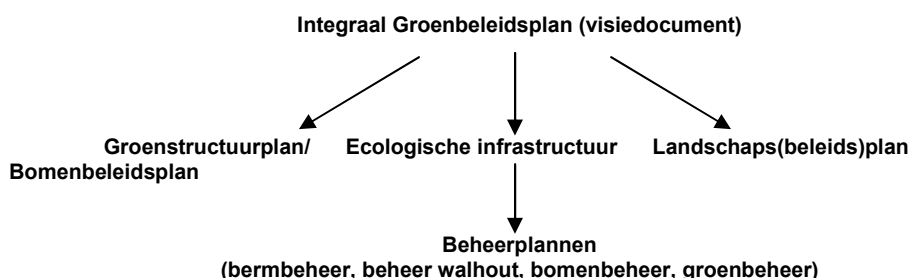 Integraal Groenbeleidsplan (visiedocument)
Groenstructuurplan/ Ecologische infrastructuur Landschaps(beleids)plan
Bomenbeleidsplan
Beheerplannen
(bermbeheer, beheer walhout, bomenbeheer, groenbeheer)